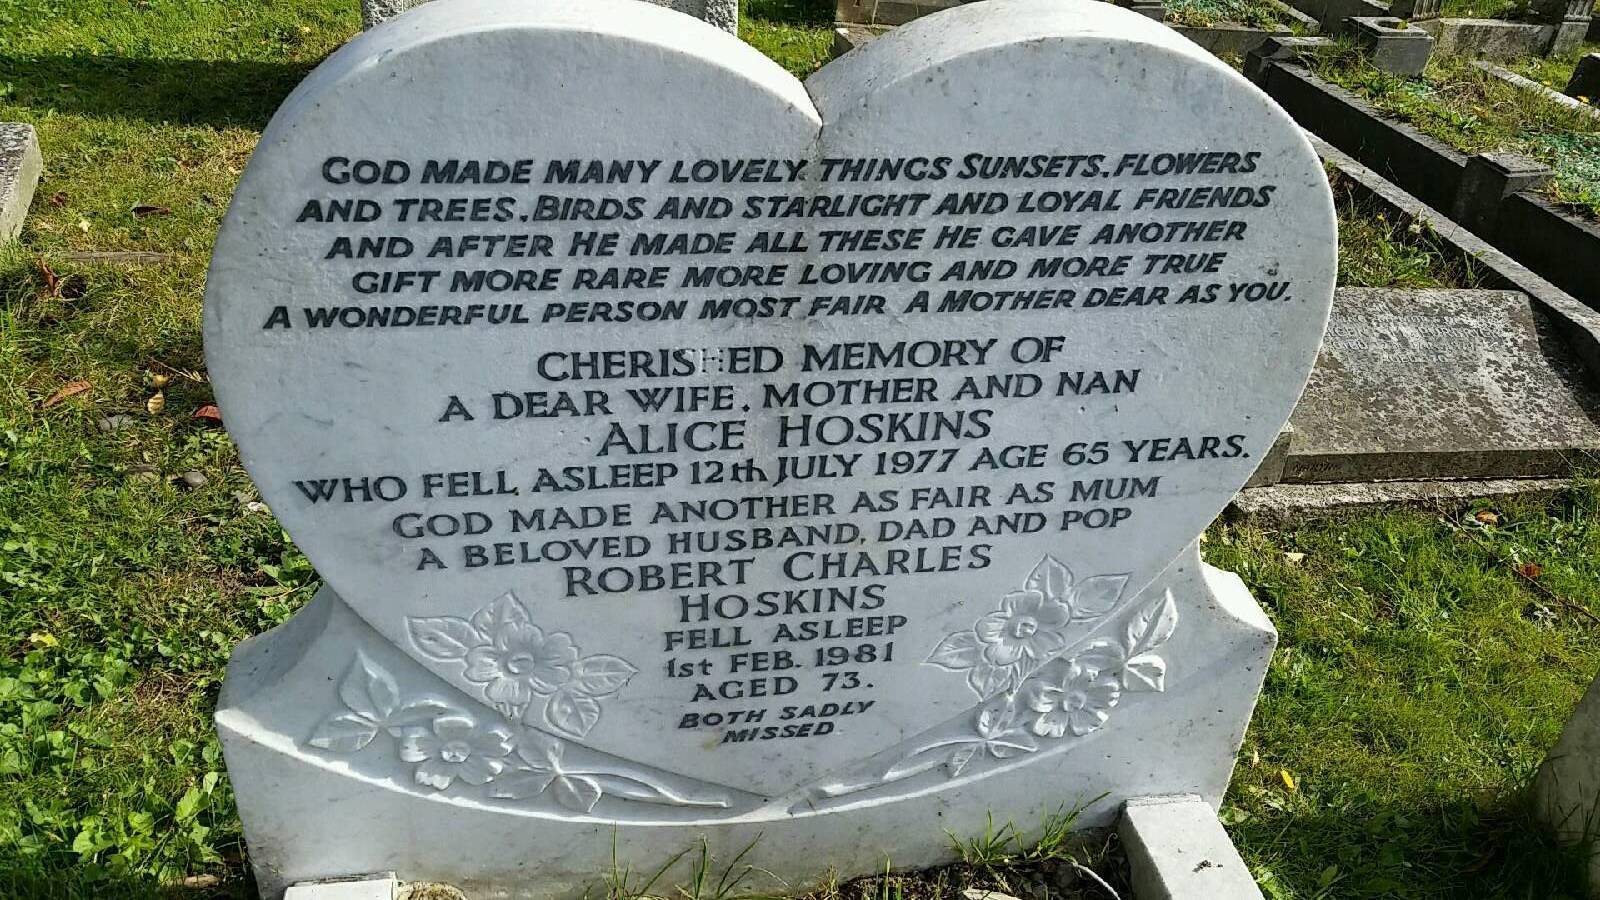 GOD MADE MANY LOVELY THINGS SUNSETS, FLOWERS
AND TREES, BIRDS AND STARLIGHT AND LOYAL FRIENDS
AND AFTER HE MADE ALL THESE HE GAVE ANOTHER
GIFT MORE RARE MORE LOVING AND MORE TRUE
A WONDERFUL PERSON MOST FAIR A MOTHER DEAR AS YOU.
CHERISHED MEMORY OF
A DEAR WIFE, MOTHER AND NAN
ALICE HOSKINS
WHO FELL ASLEEP 12th JULY 1977 AGE 65 YEARS.
GOD MADE ANOTHER AS FAIR AS MUM
A BELOVED HUSBAND, DAD AND POP
ROBERT CHARLES
HOSKINS
FELL ASLEEP
1st FEB. 1981
AGED 73.
BOTH SADLY
MISSED